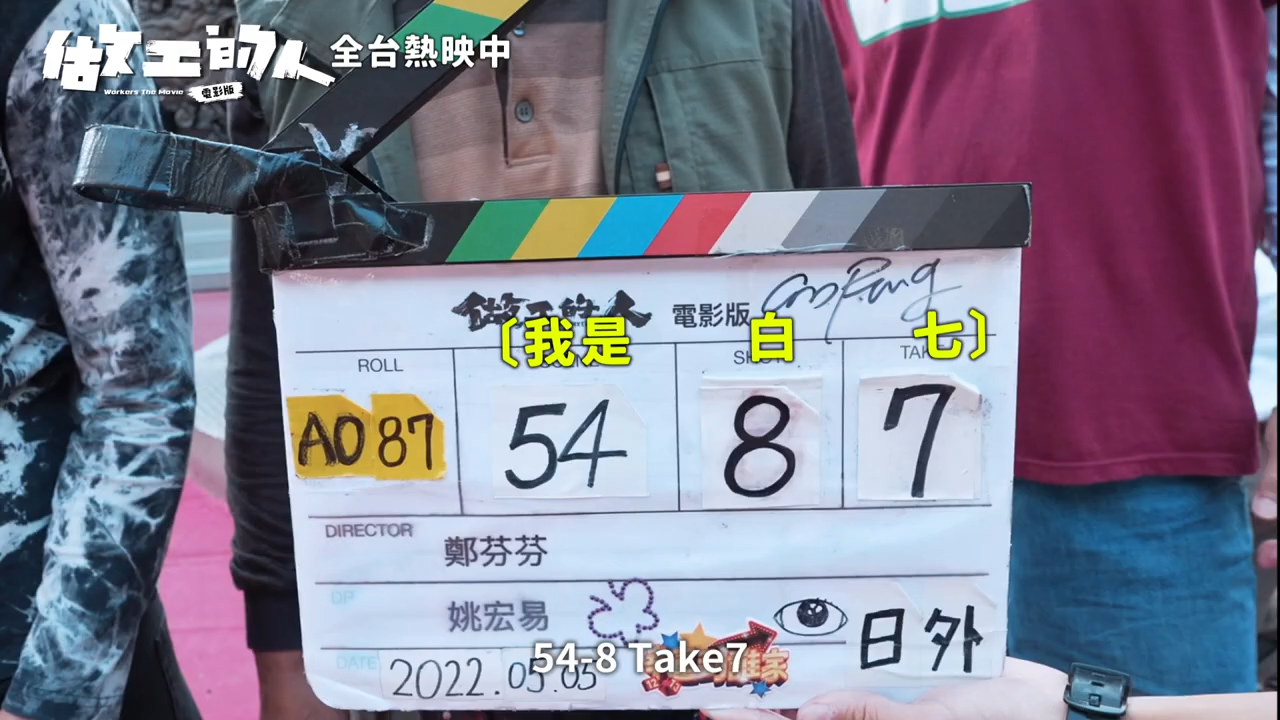 做工的人 全台熱映中
Workers The Movie 電影版
做工的人 電影版
〔我是 白 七〕
ROLL
A087 54 8 7
DIRECTOR 鄭芬芬
DP 姚宏易
日外
54-8 Take7
DATE 2022.05.05